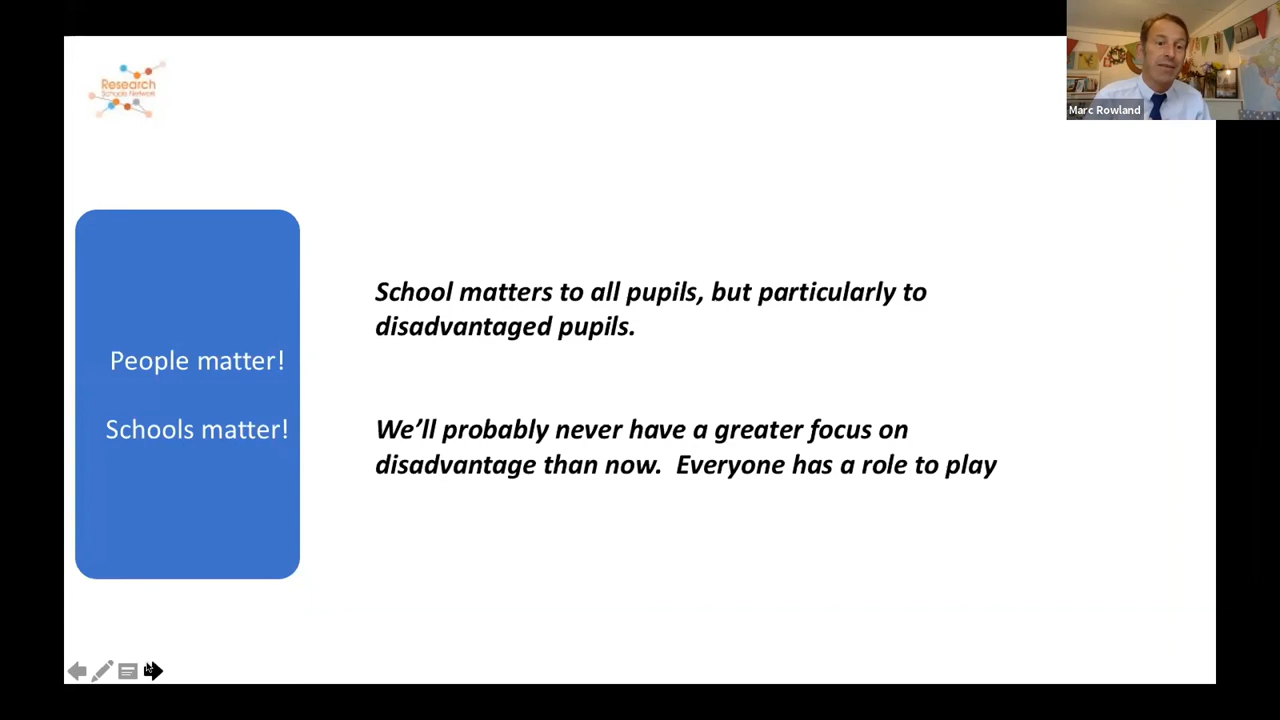 Research
Schools Network
Marc Rowland
People matter!
Schools matter!
School matters to all pupils, but particularly to
disadvantaged pupils.
We’ll probably never have a greater focus on
disadvantage than now.  Everyone has a role to play